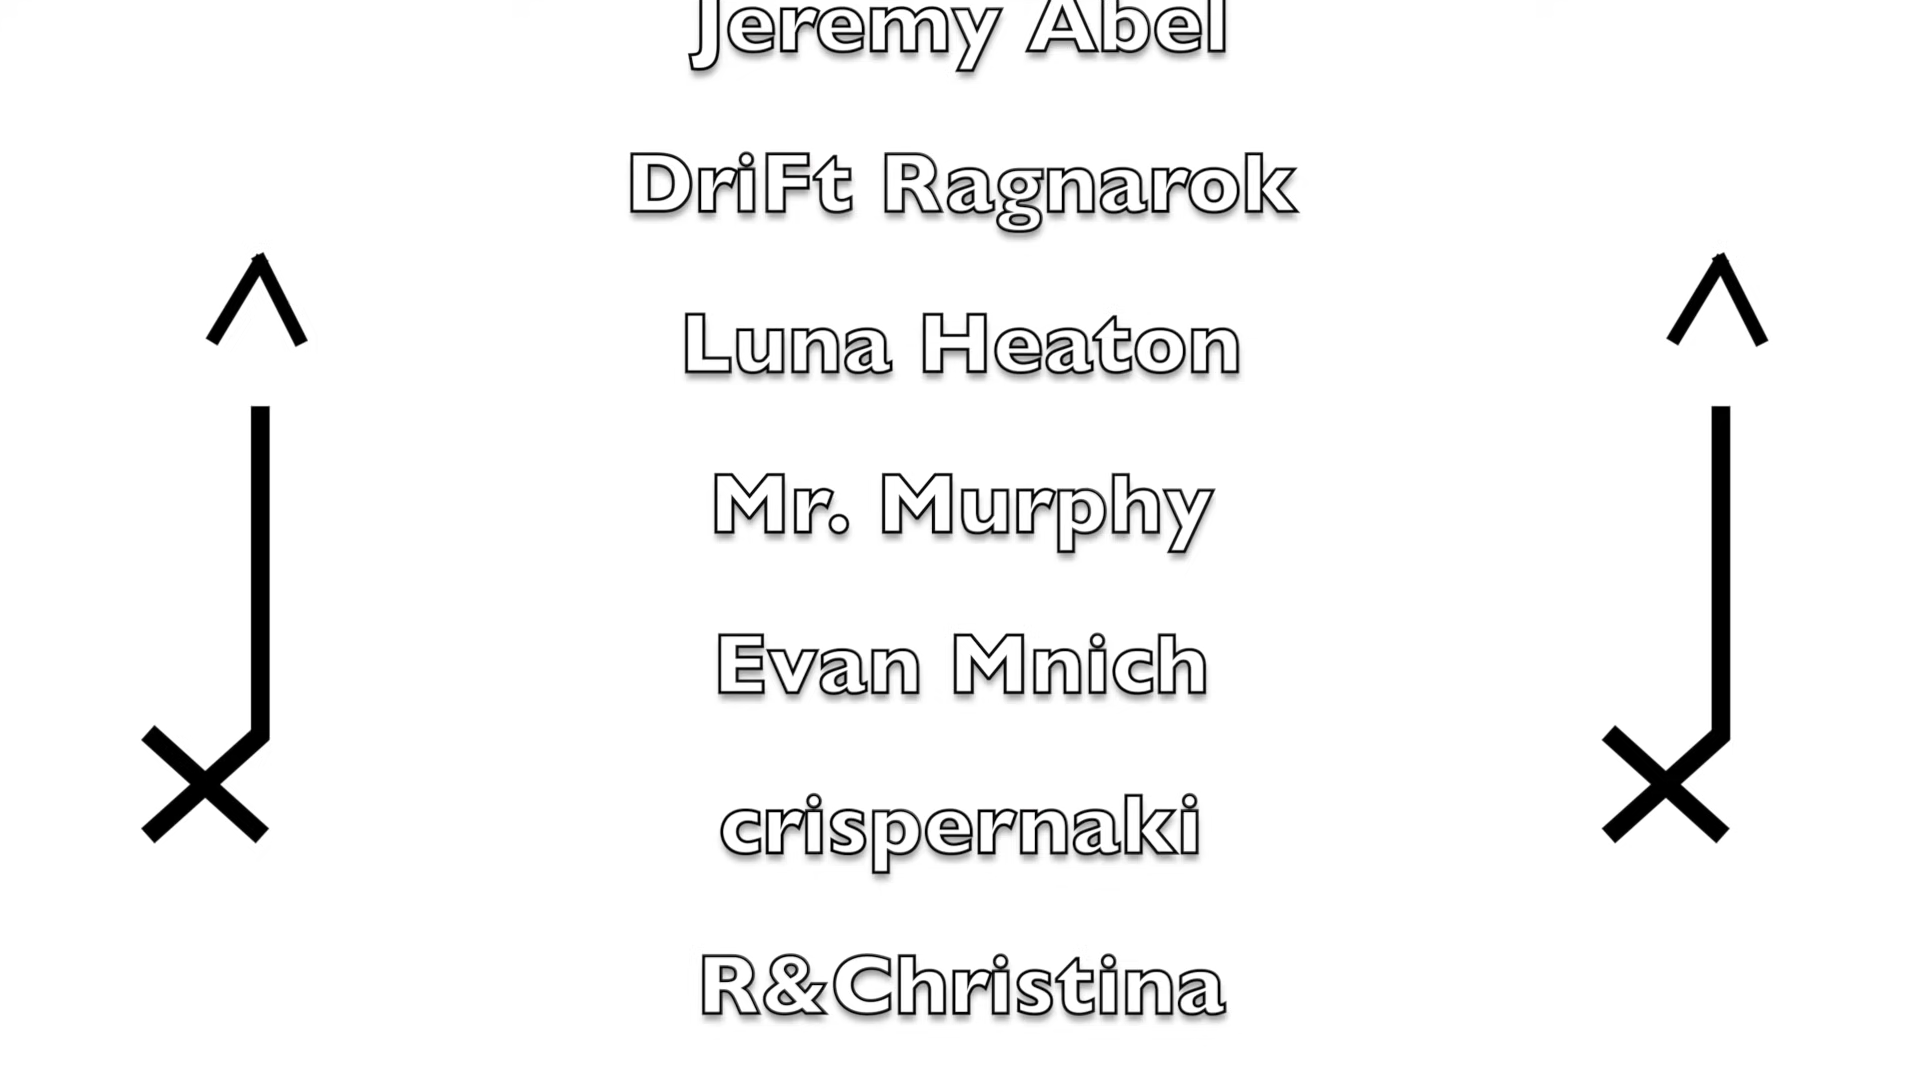 Jeremy Abel
DriFt Ragnarok
Luna Heaton
Mr. Murphy
Evan Mnich
crispernaki
R&Christina